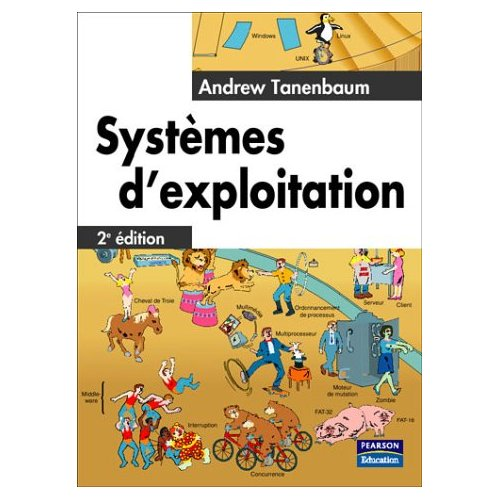 Windows
Linux
UNIX
Andrew Tanenbaum
Systèmes
d'exploitation
2e édition
Cheval de Troie
Multimédia
Ordonnancement
de processus
Serveur
Client
Multiprocesseur
Middle-
ware
Moteur
de mutation
Zombie
Interruption
FAT-32
FAT-16
Concurrence
PEARSON
Education